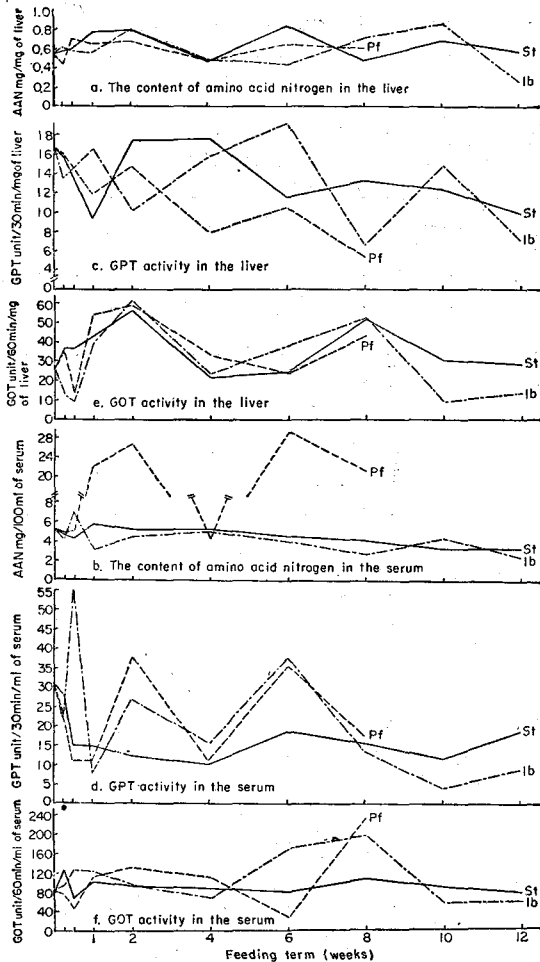 AAN mg/mg of liver
1.0
0.8
0.6
0.4
0.2
0
Pf
St
Ib
a. The content of amino acid nitrogen in the liver
GPT unit/30min/mg of liver
18
16
14
12
10
8
6
4
0
St
Ib
Pf
c. GPT activity in the liver
GOT unit/60min/mg
of liver
60
50
40
30
20
10
0
Pf
St
Ib
e. GOT activity in the liver
AAN mg/100ml of serum
28
24
20
8
6
4
2
0
Pf
St
Ib
b. The content of amino acid nitrogen in the serum
GPT unit/30min/ml of serum
55
45
40
35
30
25
20
15
10
5
0
Pf
St
Ib
d. GPT activity in the serum
GOT unit/60min/ml of serum
240
200
160
120
80
40
0
Pf
St
Ib
f. GOT activity in the serum
1 2 4 6 8 10 12
Feeding term (weeks)